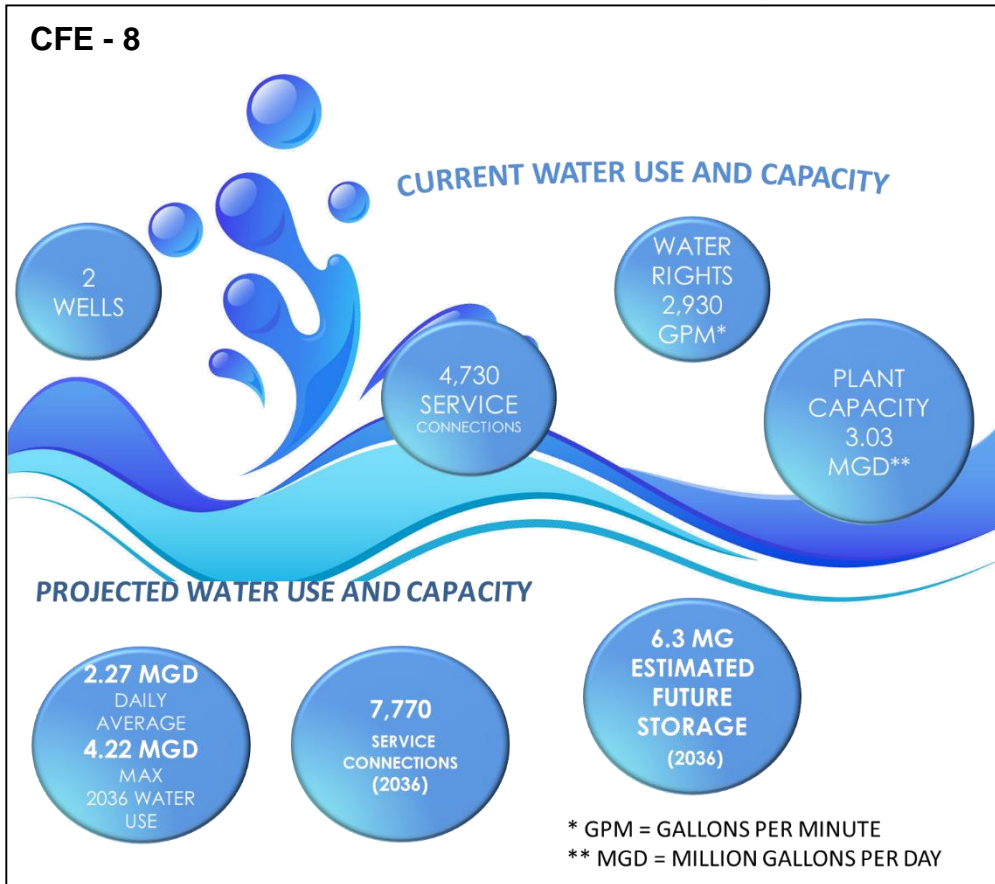 CFE - 8
CURRENT WATER USE AND CAPACITY
2
WELLS
WATER
RIGHTS
2,930
GPM*
4,730
SERVICE
CONNECTIONS
PLANT
CAPACITY
3.03
MGD**
PROJECTED WATER USE AND CAPACITY
2.27 MGD
DAILY
AVERAGE
4.22 MGD
MAX
2036 WATER
USE
7,770
SERVICE
CONNECTIONS
(2036)
6.3 MG
ESTIMATED
FUTURE
STORAGE
(2036)
* GPM = GALLONS PER MINUTE
** MGD = MILLION GALLONS PER DAY